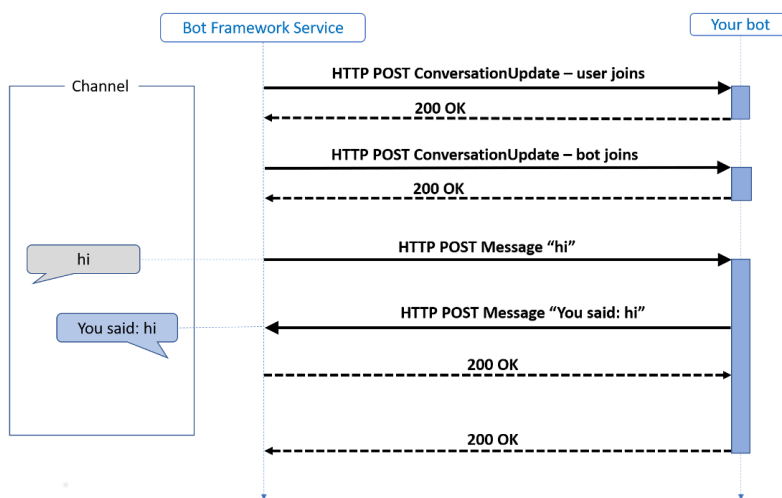 Bot Framework Service
Your bot
Channel
HTTP POST ConversationUpdate – user joins
200 OK
HTTP POST ConversationUpdate – bot joins
200 OK
hi
HTTP POST Message “hi”
You said: hi
HTTP POST Message “You said: hi”
200 OK
200 OK